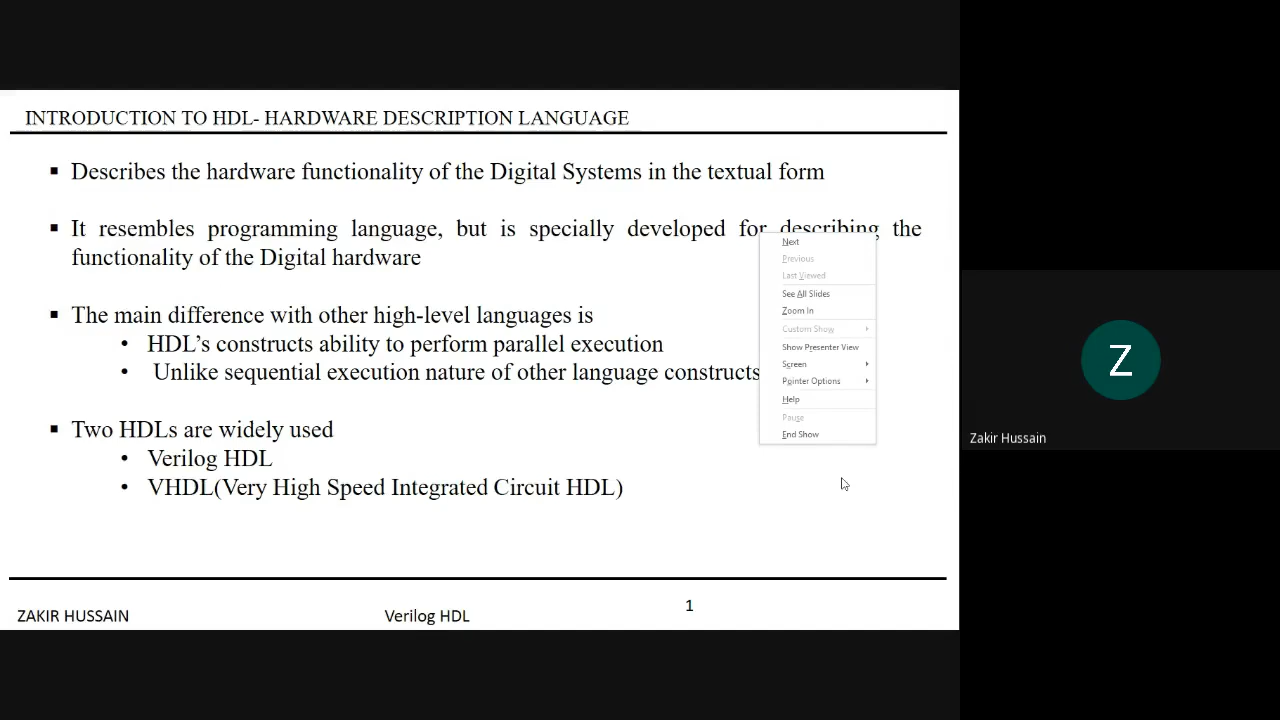 INTRODUCTION TO HDL- HARDWARE DESCRIPTION LANGUAGE
▪ Describes the hardware functionality of the Digital Systems in the textual form
▪ It resembles programming language, but is specially developed for describing the
functionality of the Digital hardware
▪ The main difference with other high-level languages is
• HDL's constructs ability to perform parallel execution
• Unlike sequential execution nature of other language constructs
▪ Two HDLs are widely used
• Verilog HDL
• VHDL(Very High Speed Integrated Circuit HDL)
Next
Previous
Last Viewed
See All Slides
Zoom In
Custom Show
Show Presenter View
Screen
Pointer Options
Help
Pause
End Show
ZAKIR HUSSAIN
Verilog HDL
1
Z
Zakir Hussain